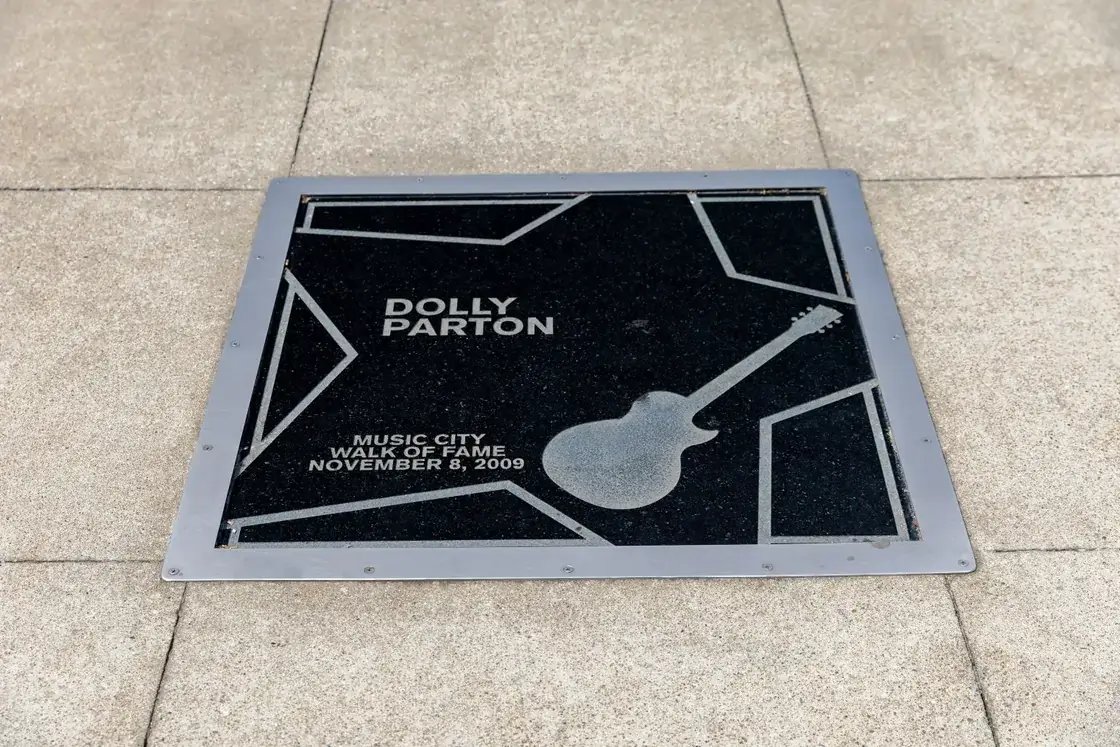 DOLLY
PARTON
MUSIC CITY
WALK OF FAME
NOVEMBER 8, 2009